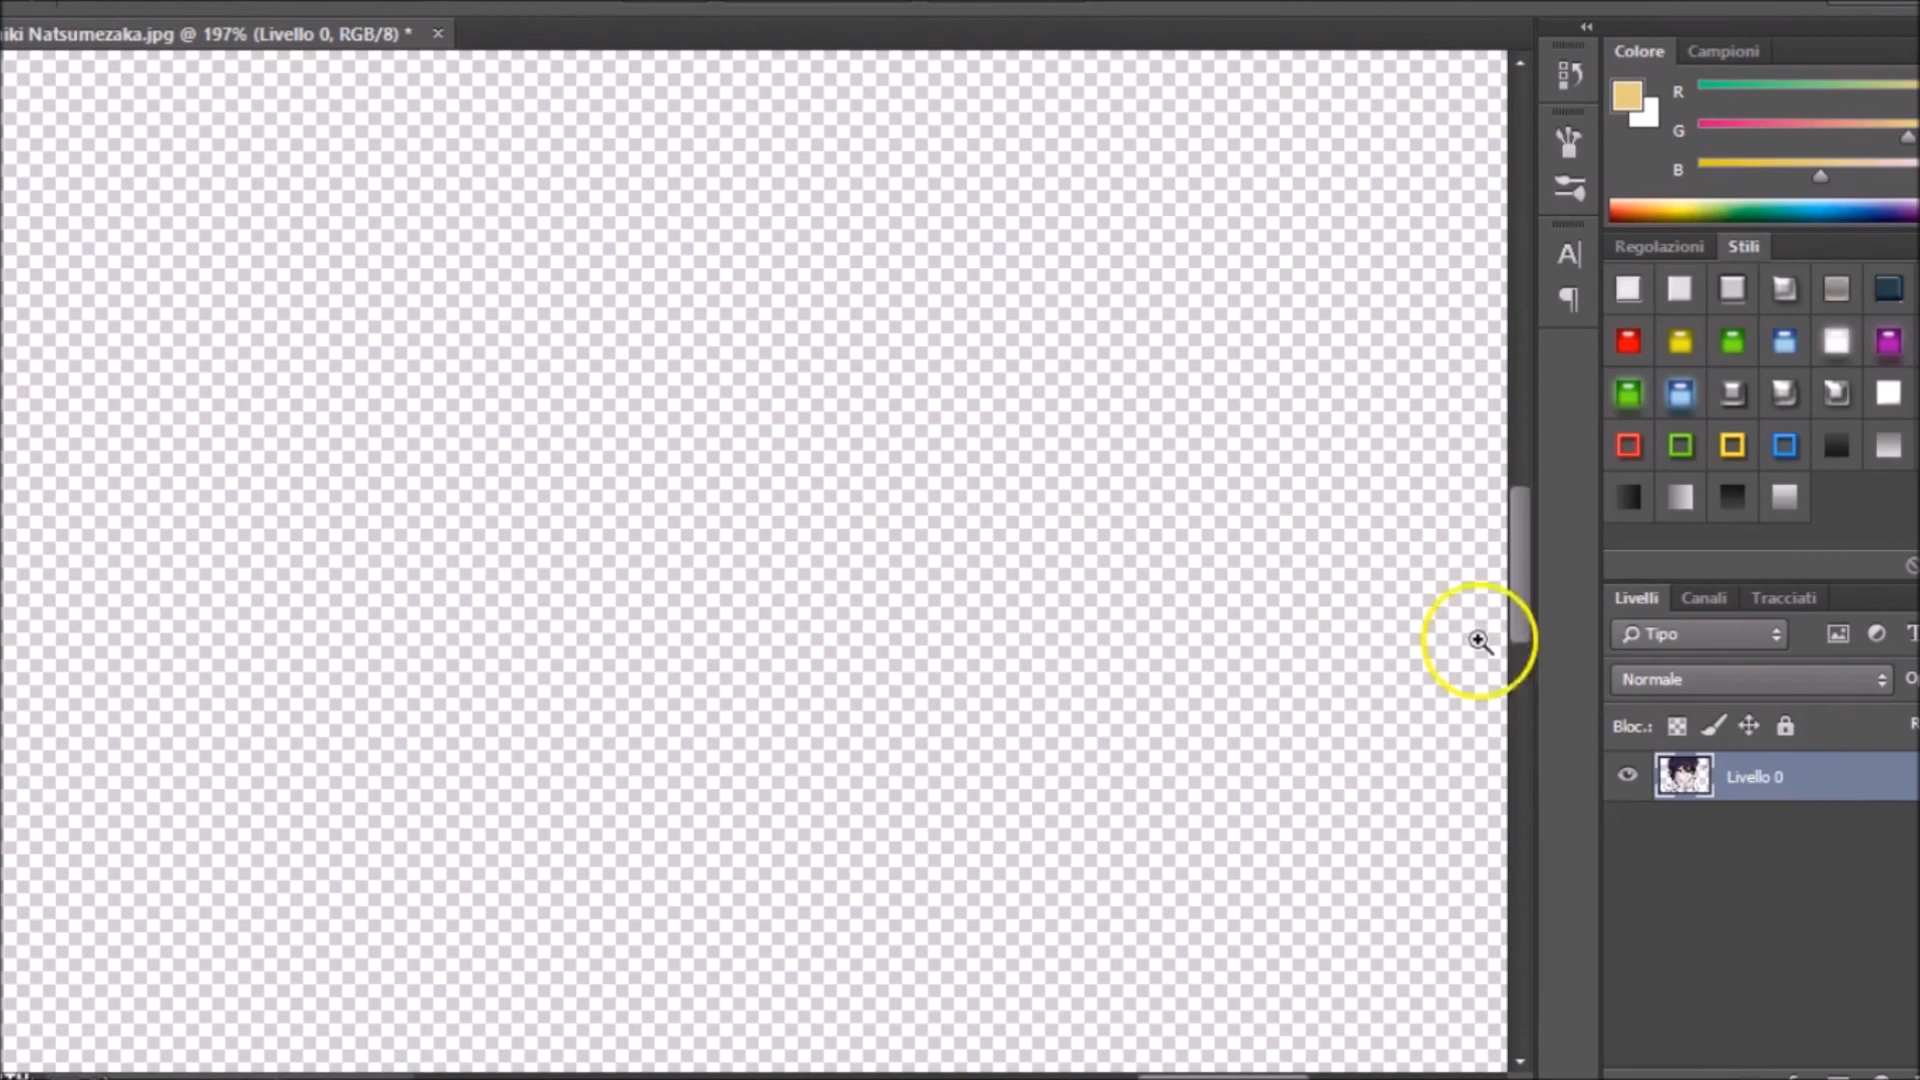 iki Natsumezaka.jpg @ 197% (Livello 0, RGB/8) *
Colore Campioni
R
G
B
Regolazioni Stili
A|
¶
Livelli Canali Tracciati
Tipo T
Normale O
Bloc.: R
Livello 0